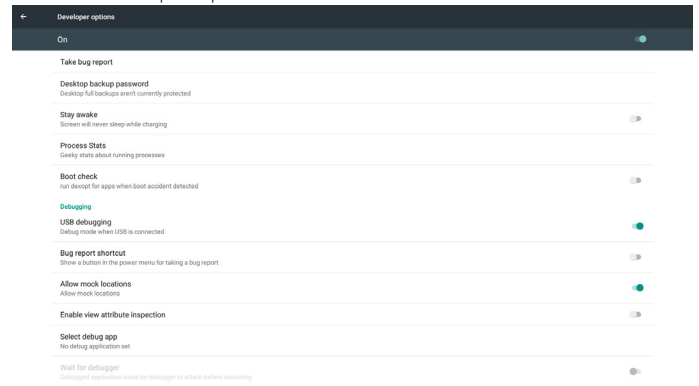 Developer options
On
Take bug report
Desktop backup password
Desktop full backups aren't currently protected
Stay awake
Screen will never sleep while charging
Process Stats
Geeky stats about running processes
Boot check
run dexopt for apps when boot accident detected
Debugging
USB debugging
Debug mode when USB is connected
Bug report shortcut
Show a button in the power menu for taking a bug report
Allow mock locations
Allow mock locations
Enable view attribute inspection
Select debug app
No debug application set
Wait for debugger
Debugged application waits for debugger to attach before executing